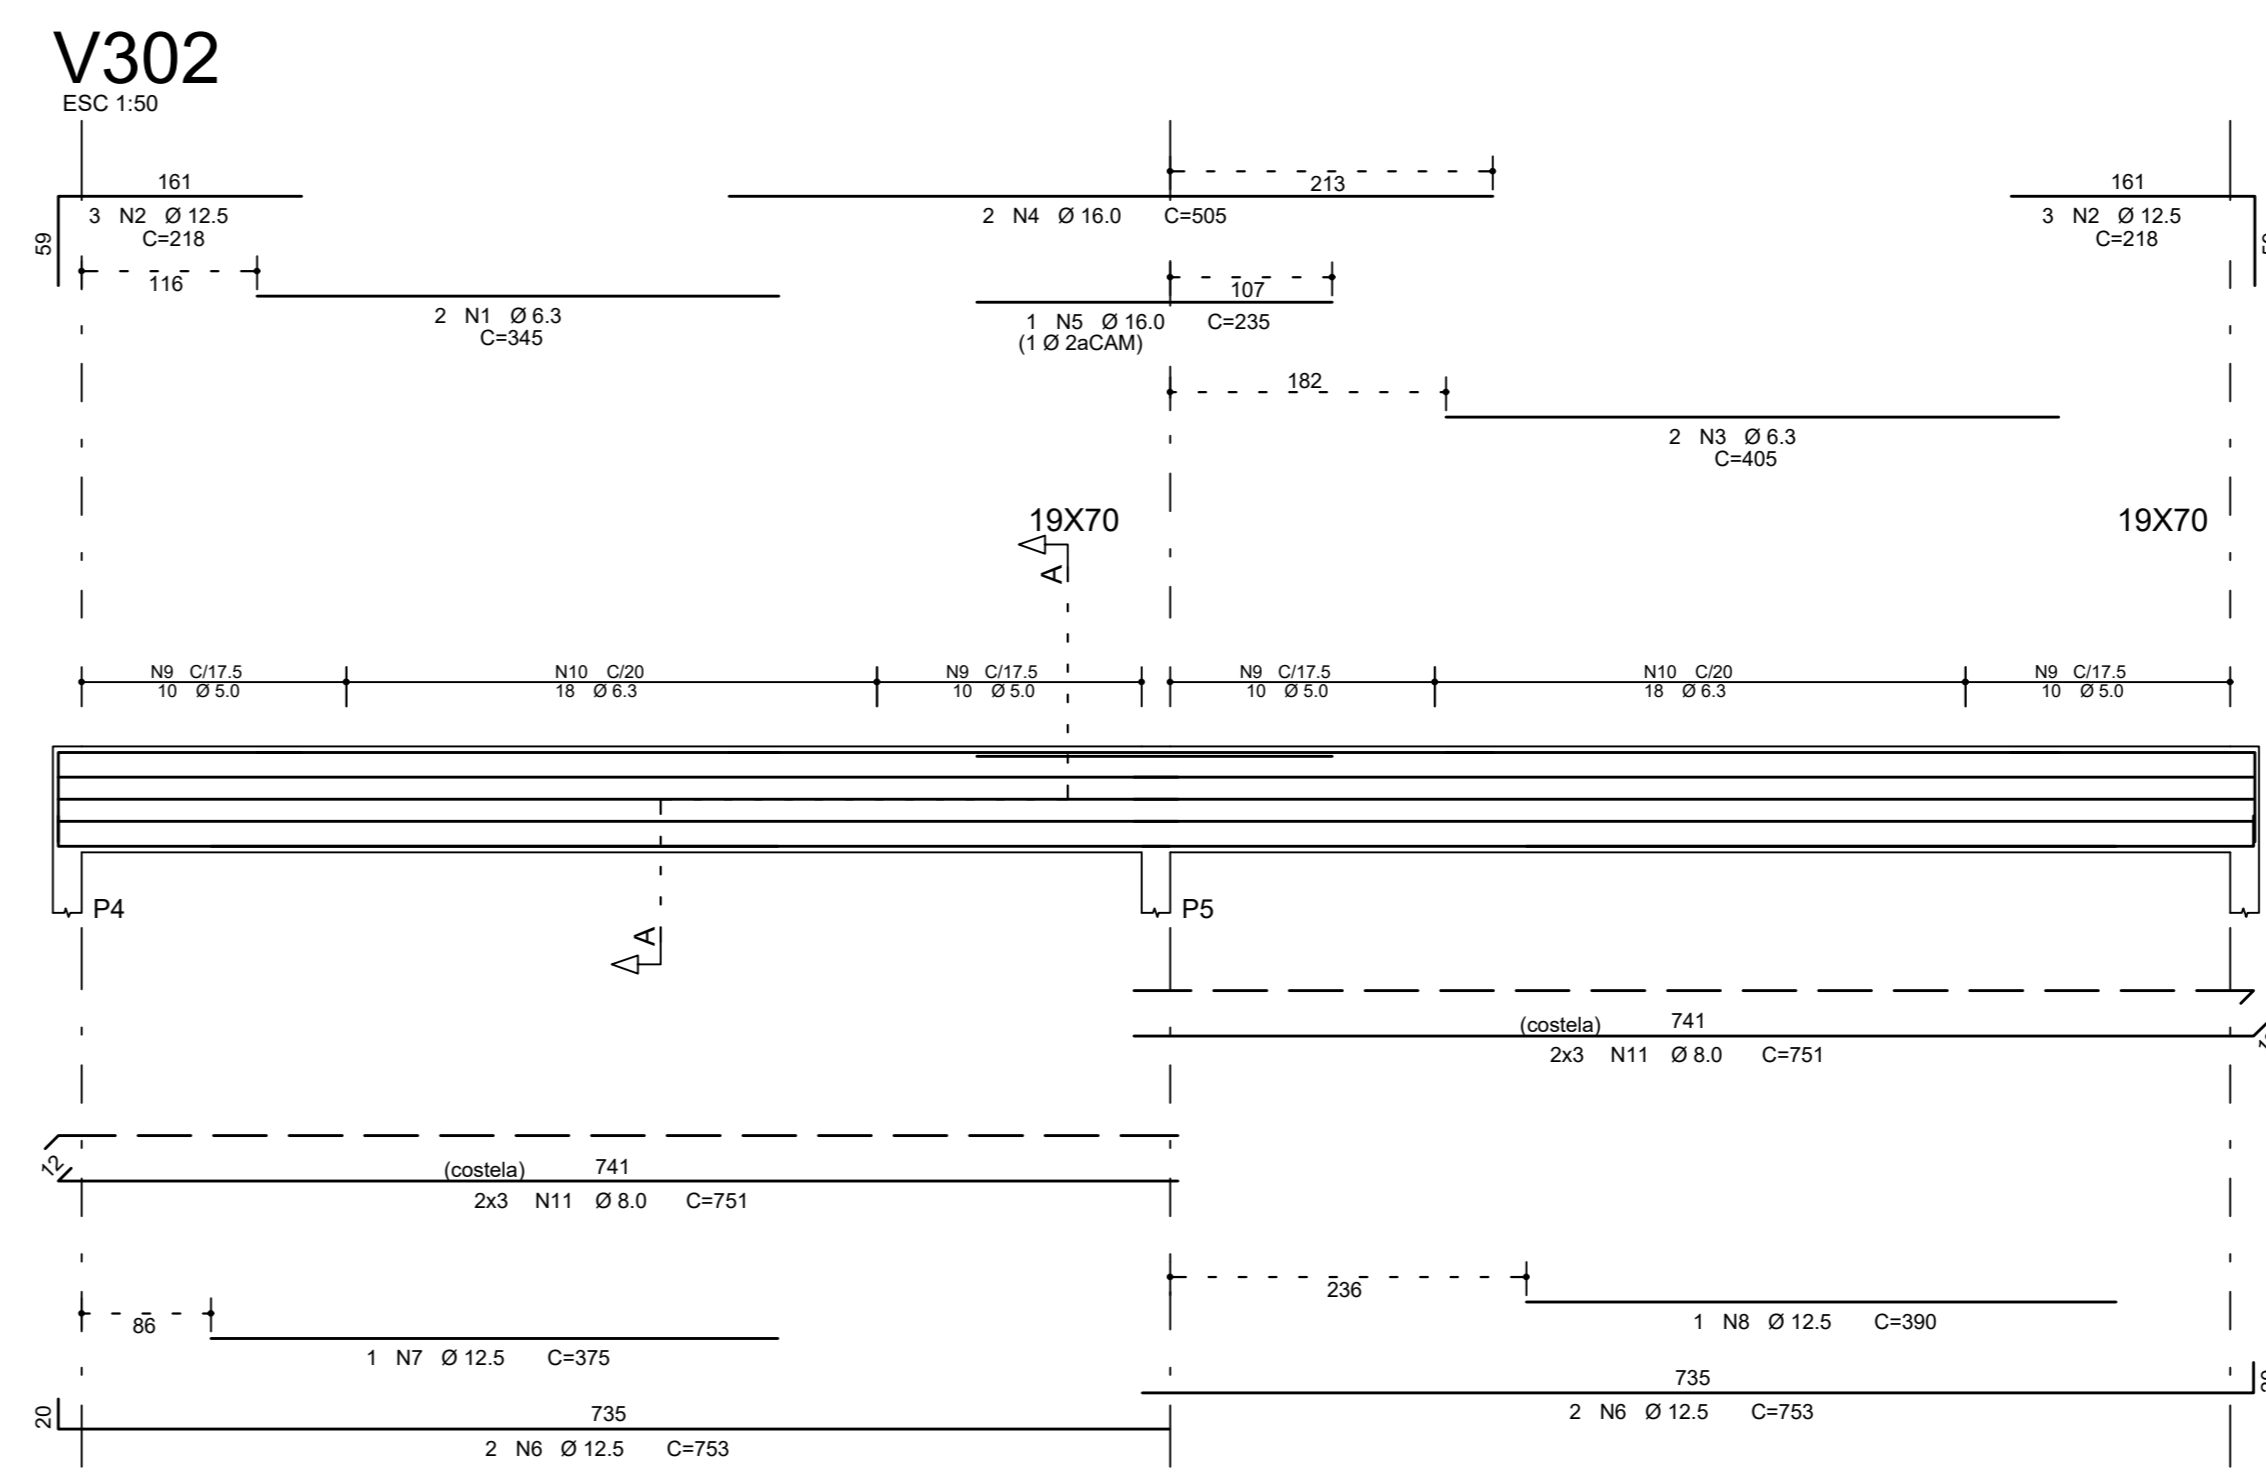 V302
ESC 1:50
161
213
161
3 N2 Ø 12.5
C=218
2 N4 Ø 16.0 C=505
3 N2 Ø 12.5
C=218
59
116
107
2 N1 Ø 6.3
C=345
1 N5 Ø 16.0 C=235
(1 Ø 2aCAM)
182
2 N3 Ø 6.3
C=405
19X70
19X70
A
N9 C/17.5
10 Ø 5.0
N10 C/20
18 Ø 6.3
N9 C/17.5
10 Ø 5.0
N9 C/17.5
10 Ø 5.0
N10 C/20
18 Ø 6.3
N9 C/17.5
10 Ø 5.0
P4
P5
A
(costela) 741
2x3 N11 Ø 8.0 C=751
12
(costela) 741
2x3 N11 Ø 8.0 C=751
236
86
1 N8 Ø 12.5 C=390
1 N7 Ø 12.5 C=375
735
2 N6 Ø 12.5 C=753
20
735
2 N6 Ø 12.5 C=753